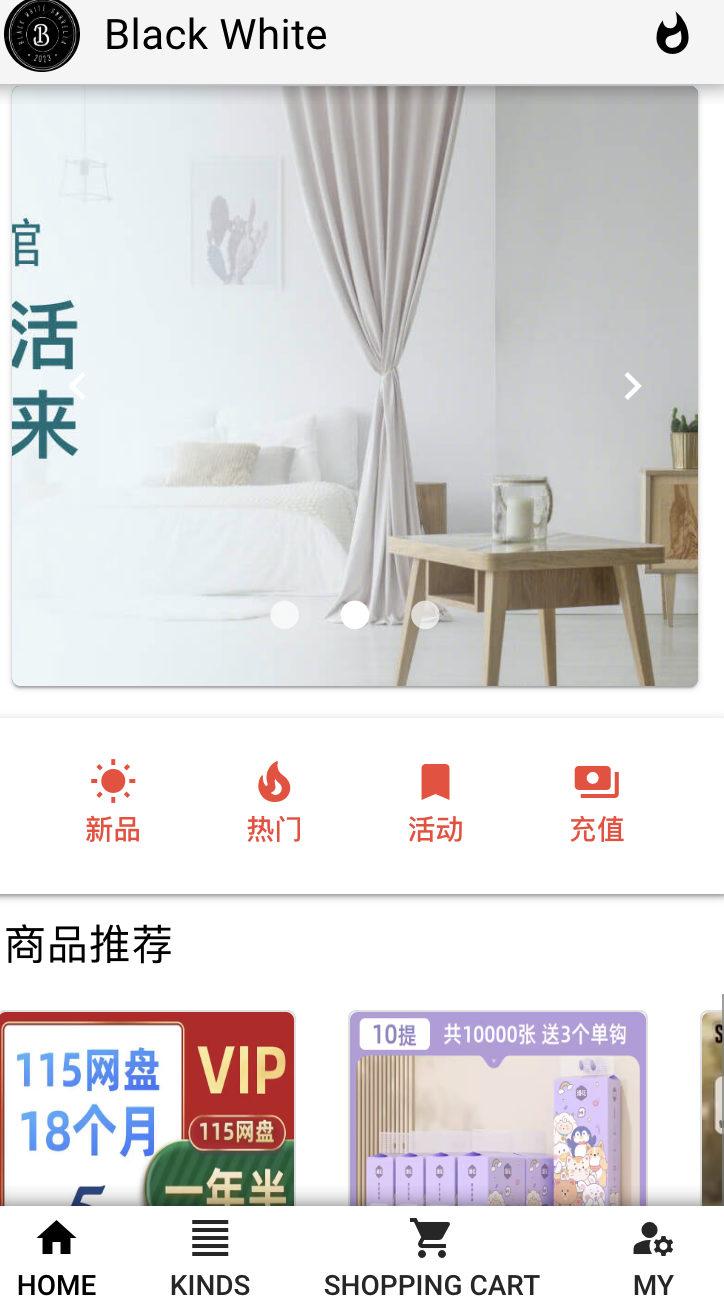 Black White
馆
活
来
新品
热门
活动
充值
商品推荐
115网盘
18个月
VIP
115网盘
一年半
10提
共10000张 送3个单钩
HOME
KINDS
SHOPPING CART
MY